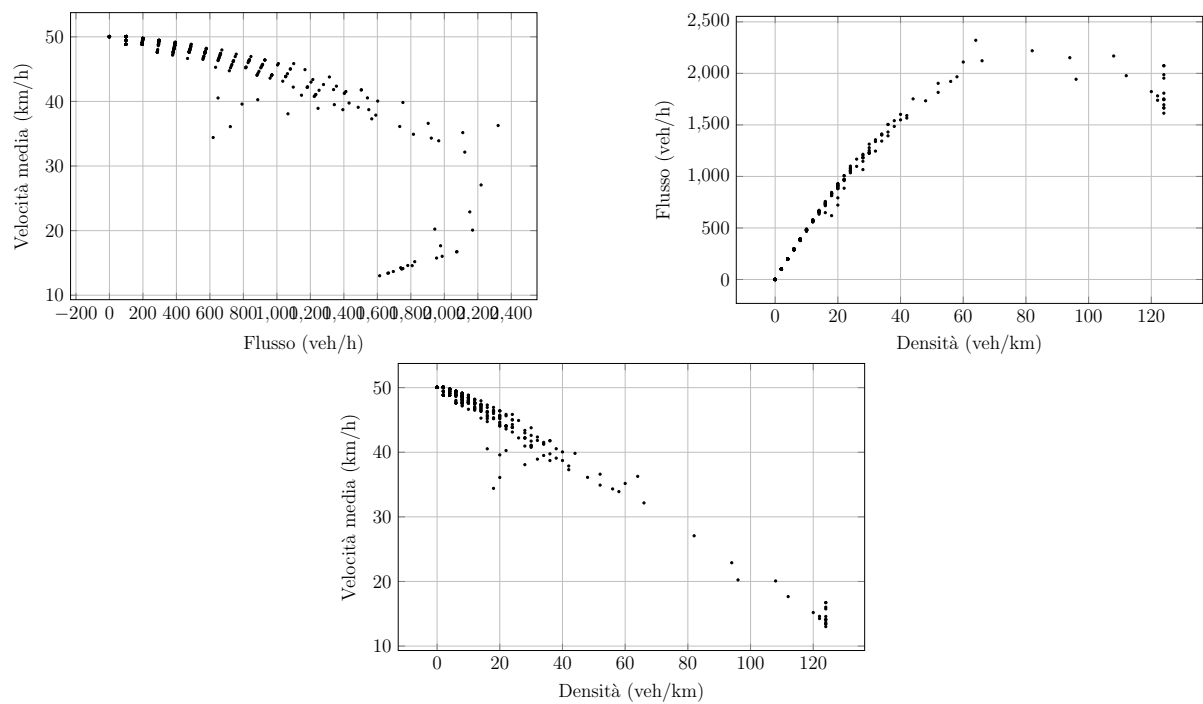 50
40
30
20
10
Velocità media (km/h)
−200 0 200 400 600 800 1,000 1,200 1,400 1,600 1,800 2,000 2,200 2,400
Flusso (veh/h)
2,500
2,000
1,500
1,000
500
0
Flusso (veh/h)
0 20 40 60 80 100 120
Densità (veh/km)
50
40
30
20
10
Velocità media (km/h)
0 20 40 60 80 100 120
Densità (veh/km)